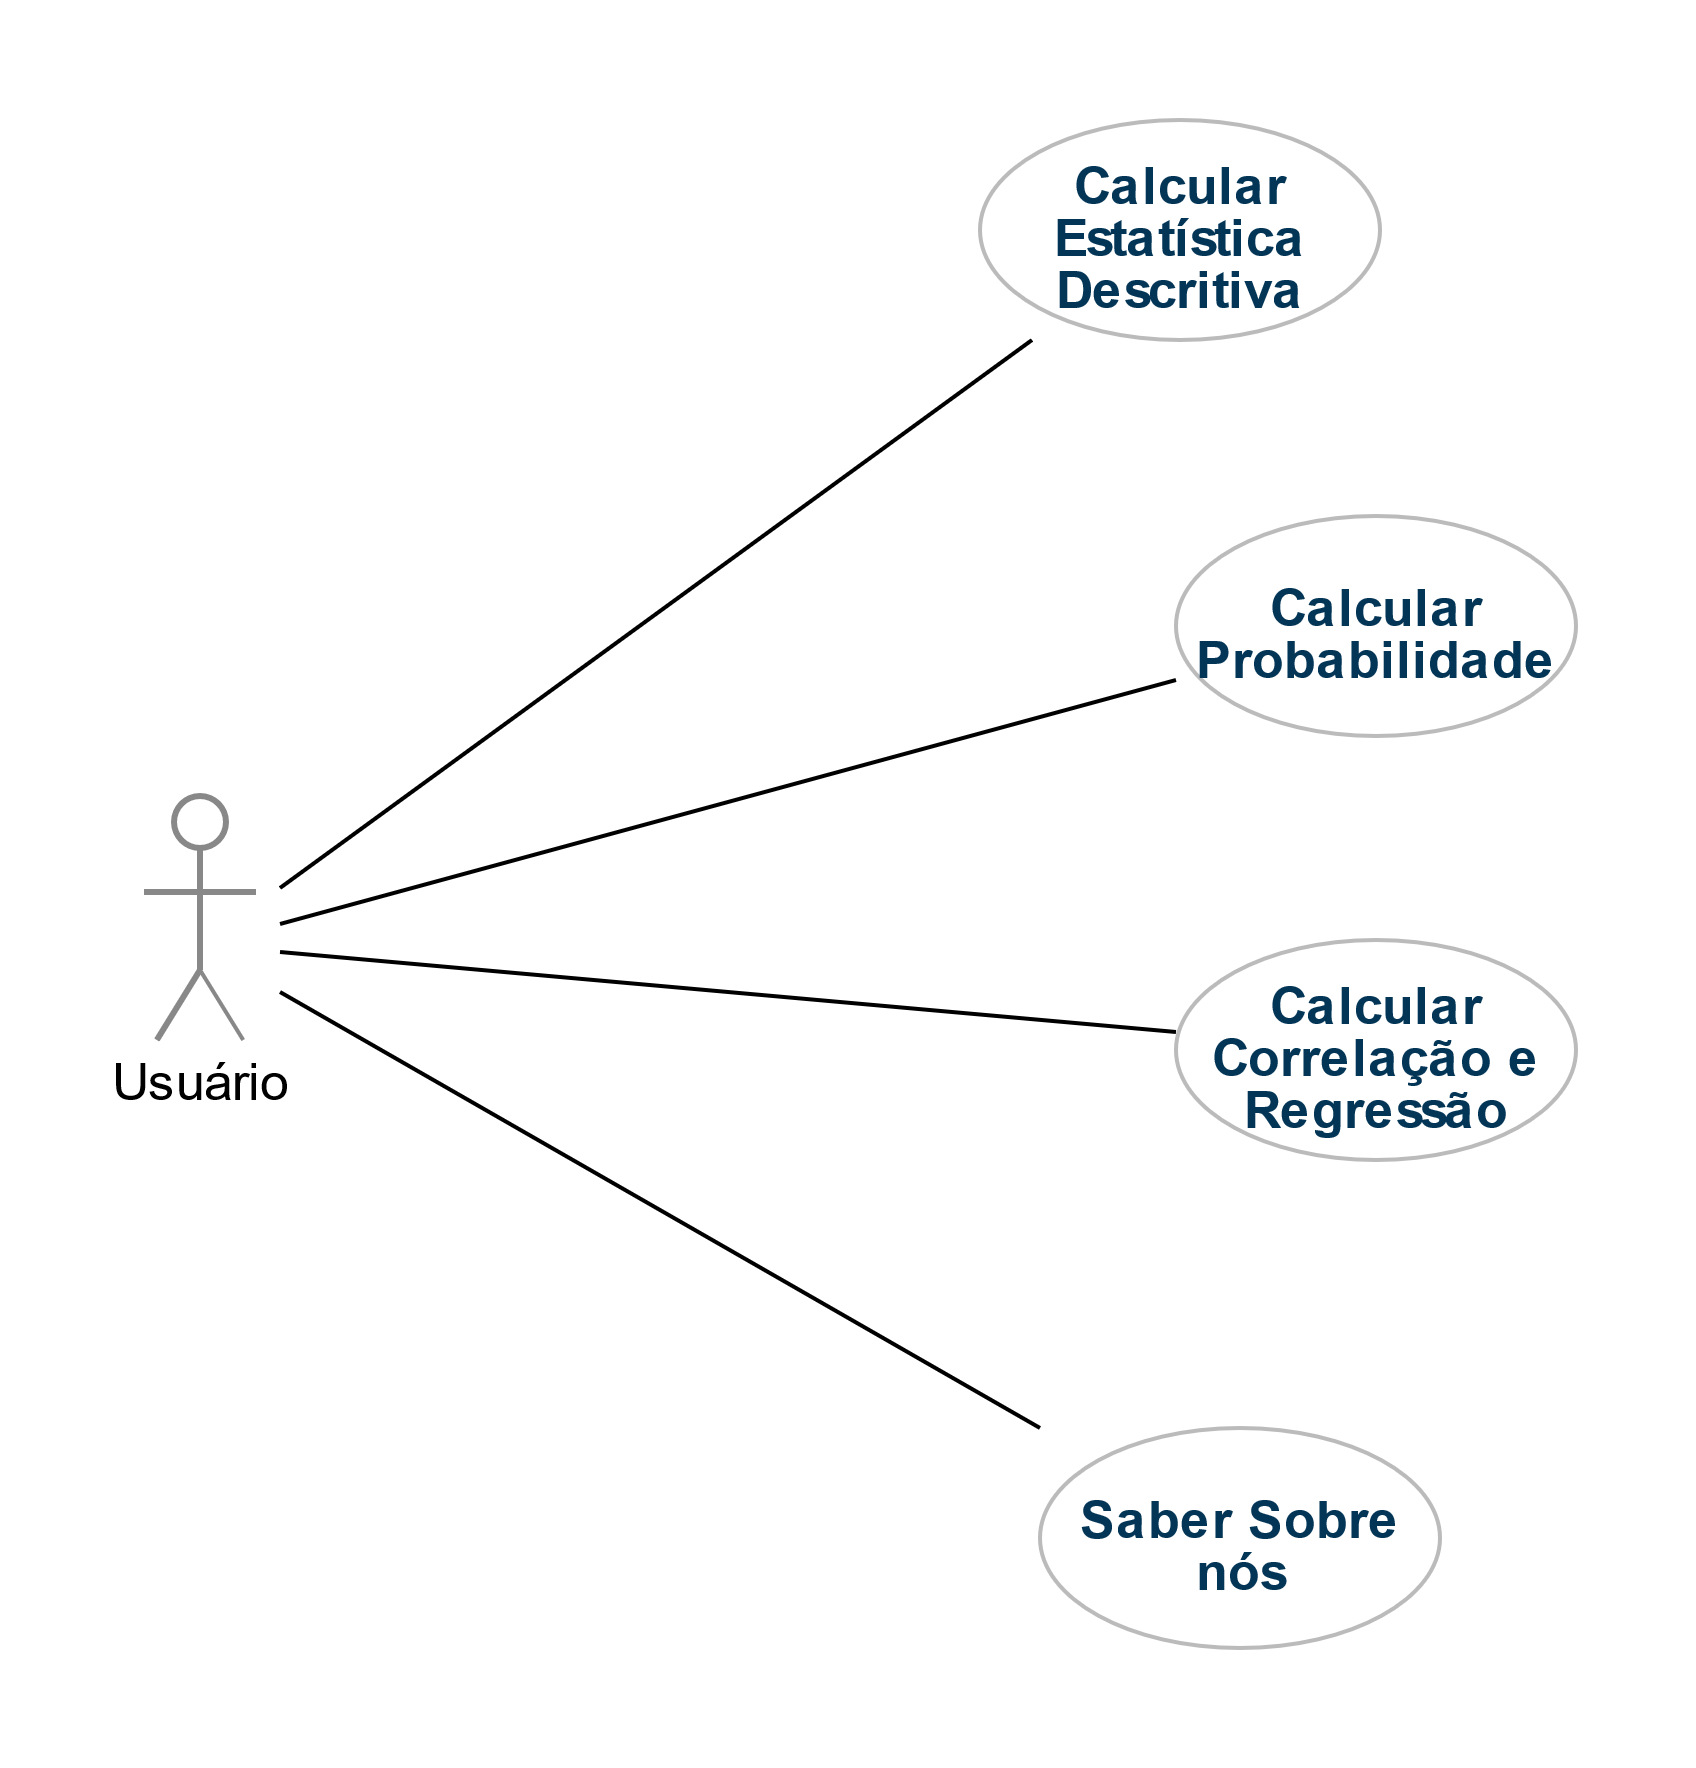 Calcular
Estatística
Descritiva
Calcular
Probabilidade
Usuário
Calcular
Correlação e
Regressão
Saber Sobre
nós